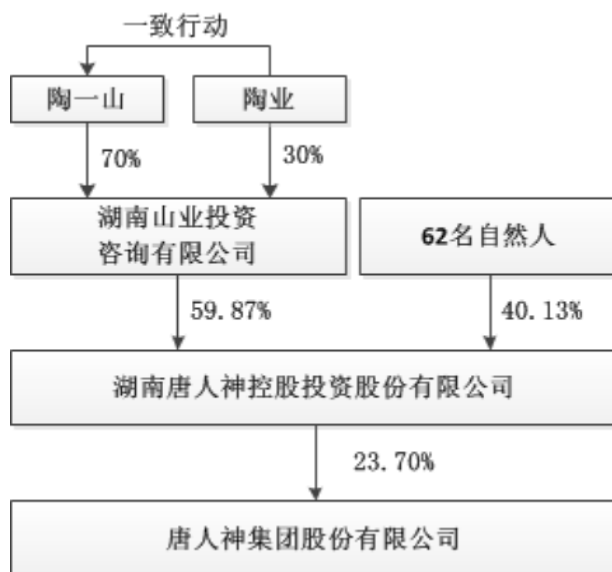 一致行动
陶一山
陶业
70%
30%
湖南山业投资
咨询有限公司
62名自然人
59.87%
40.13%
湖南唐人神控股投资股份有限公司
23.70%
唐人神集团股份有限公司